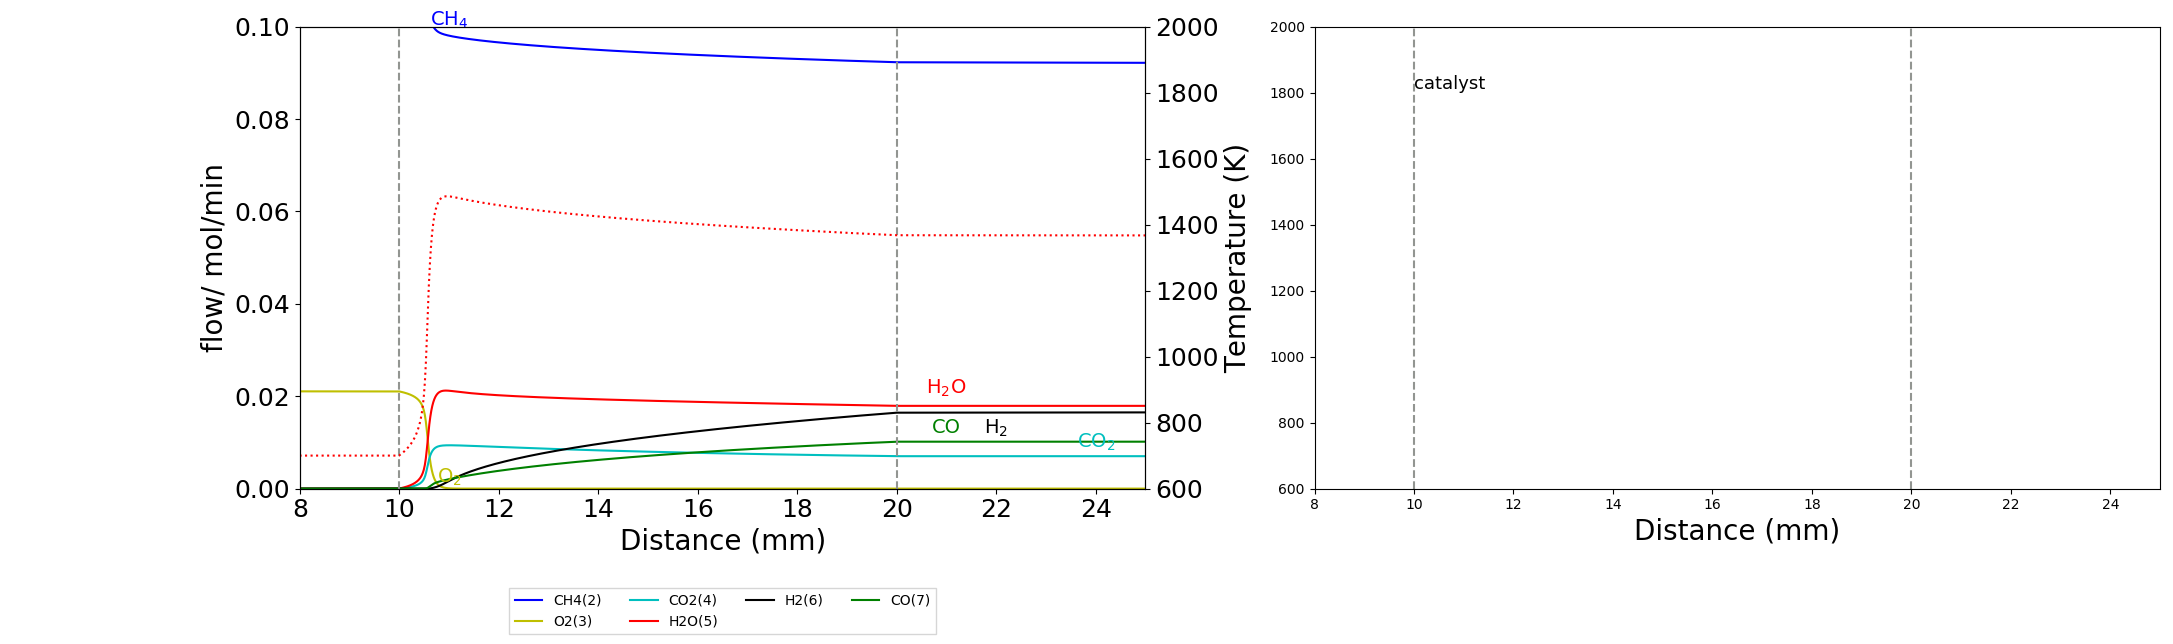 CH4
0.10
0.08
0.06
0.04
0.02
0.00
flow/ mol/min
2000
1800
1600
1400
1200
1000
800
600
Temperature (K)
H2O
CO H2
CO2
O2
8 10 12 14 16 18 20 22 24
Distance (mm)
CH4(2) CO2(4) H2(6) CO(7)
O2(3) H2O(5)
2000
1800
1600
1400
1200
1000
800
600
catalyst
8 10 12 14 16 18 20 22 24
Distance (mm)